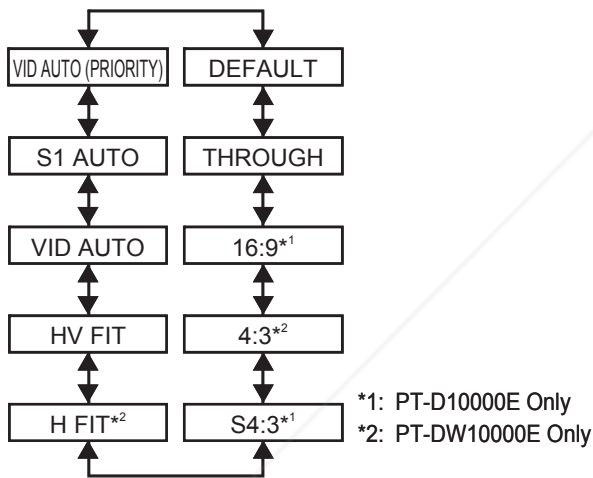 VID AUTO (PRIORITY)
DEFAULT
S1 AUTO
THROUGH
VID AUTO
16:9*1
HV FIT
4:3*2
H FIT*2
S4:3*1
*1: PT-D10000E Only
*2: PT-DW10000E Only